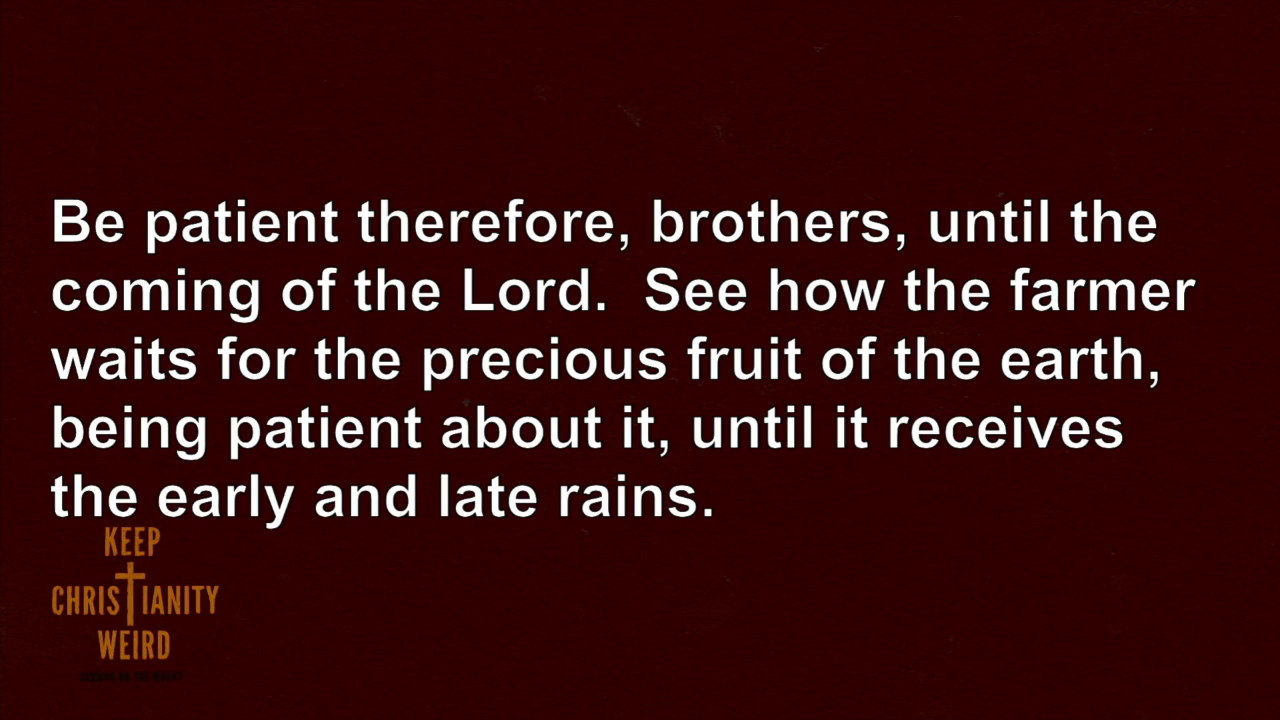 Be patient therefore, brothers, until the
coming of the Lord.  See how the farmer
waits for the precious fruit of the earth,
being patient about it, until it receives
the early and late rains.
KEEP
CHRISTIANITY
WEIRD